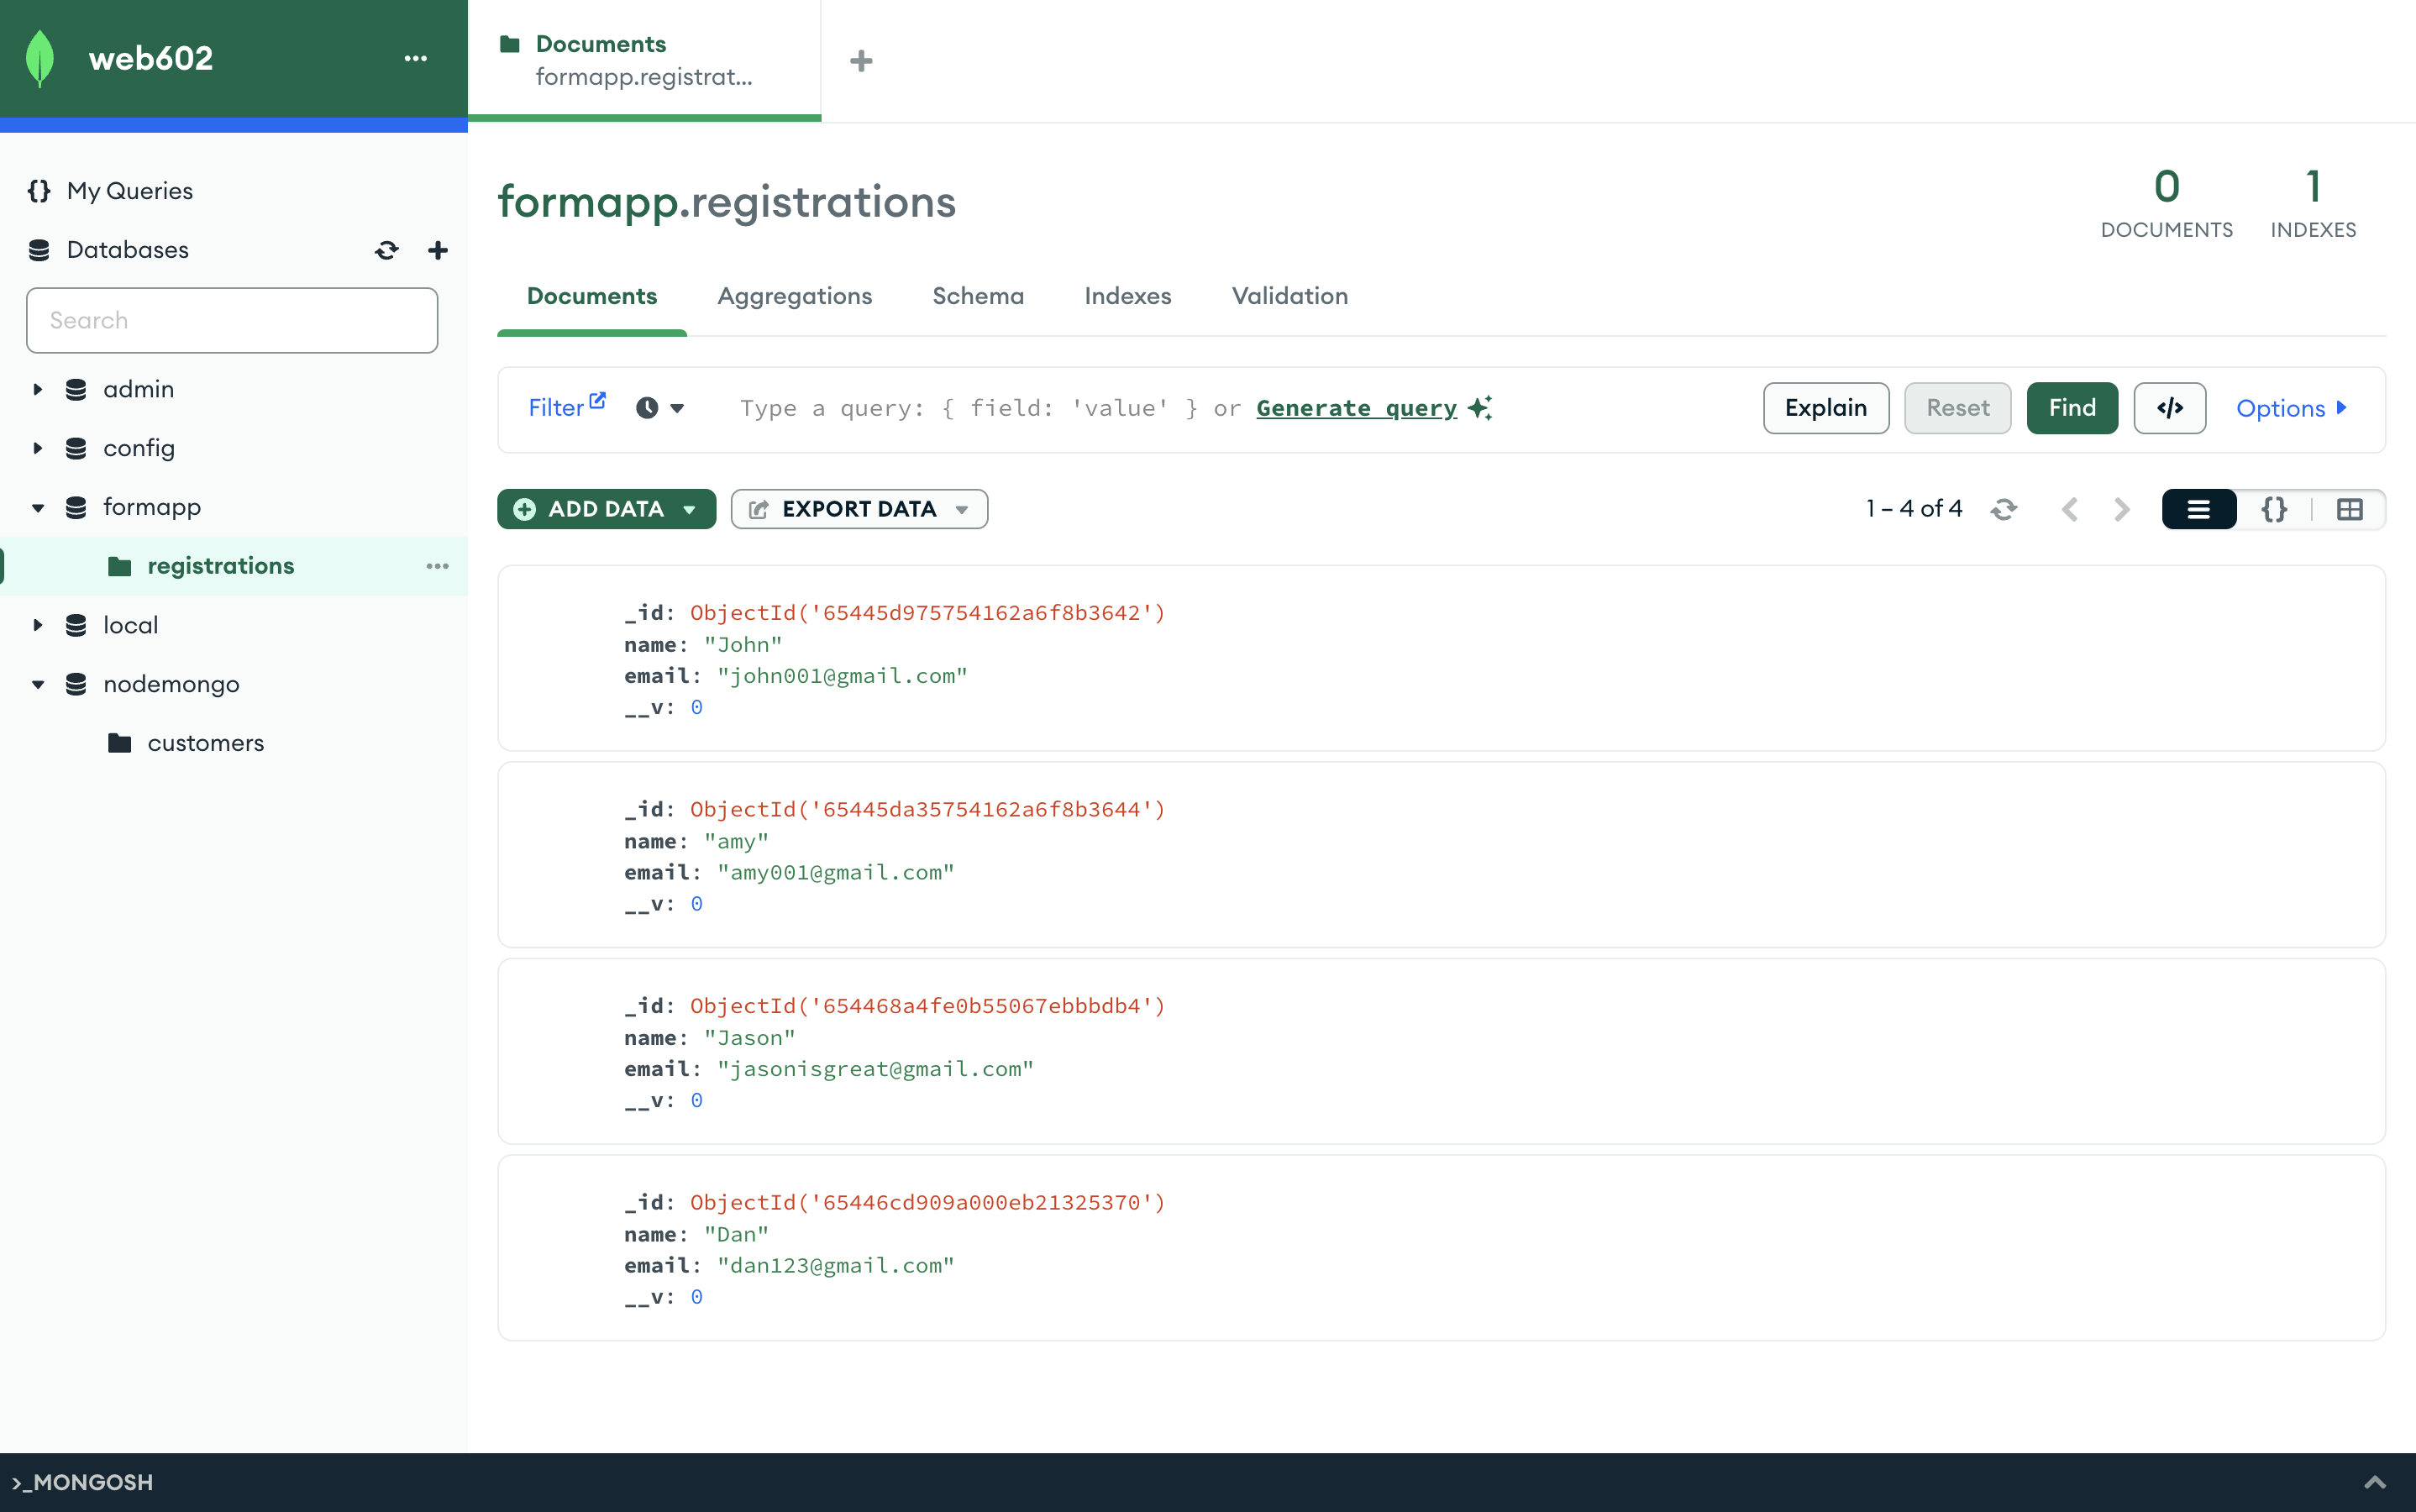 web602
Documents
formapp.registrat...
My Queries
Databases
Search
admin
config
formapp
registrations
local
nodemongo
customers
formapp.registrations
0
DOCUMENTS
1
INDEXES
Documents
Aggregations
Schema
Indexes
Validation
Filter
Type a query: { field: 'value' } or Generate query
Explain
Reset
Find
</>
Options
ADD DATA
EXPORT DATA
1 – 4 of 4
{}
_id: ObjectId('65445d975754162a6f8b3642')
name: "John"
email: "john001@gmail.com"
__v: 0
_id: ObjectId('65445da35754162a6f8b3644')
name: "amy"
email: "amy001@gmail.com"
__v: 0
_id: ObjectId('654468a4fe0b55067ebbbdb4')
name: "Jason"
email: "jasonisgreat@gmail.com"
__v: 0
_id: ObjectId('65446cd909a000eb21325370')
name: "Dan"
email: "dan123@gmail.com"
__v: 0
>_MONGOSH